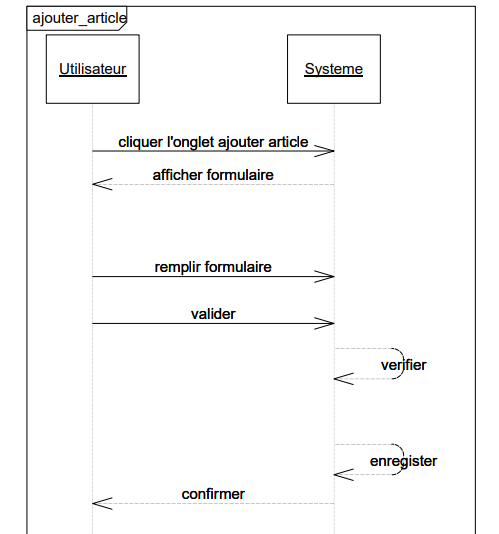 ajouter_article
Utilisateur
Systeme
cliquer l'onglet ajouter article
afficher formulaire
remplir formulaire
valider
verifier
enregister
confirmer